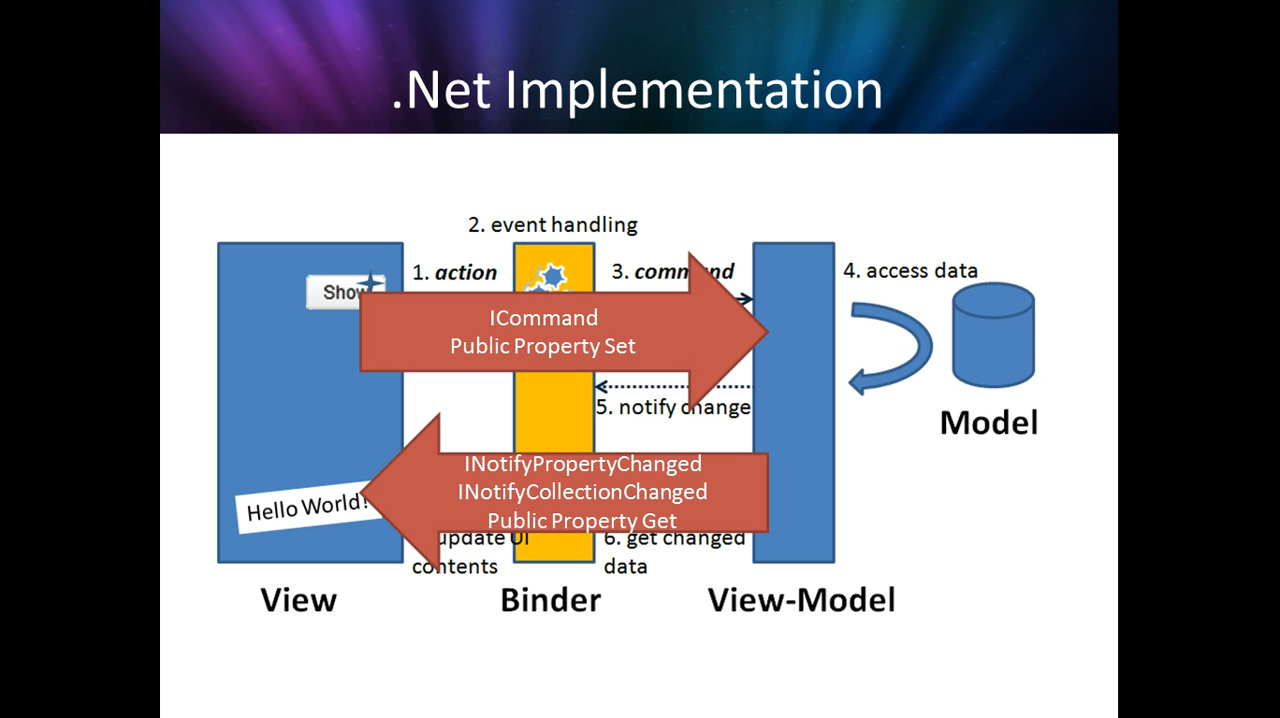 .Net Implementation
2. event handling
1. action
3. command
4. access data
Show
ICommand
Public Property Set
5. notify change
Model
INotifyPropertyChanged
INotifyCollectionChanged
Public Property Get
Hello World!
update UI
contents
6. get changed
data
View
Binder
View-Model